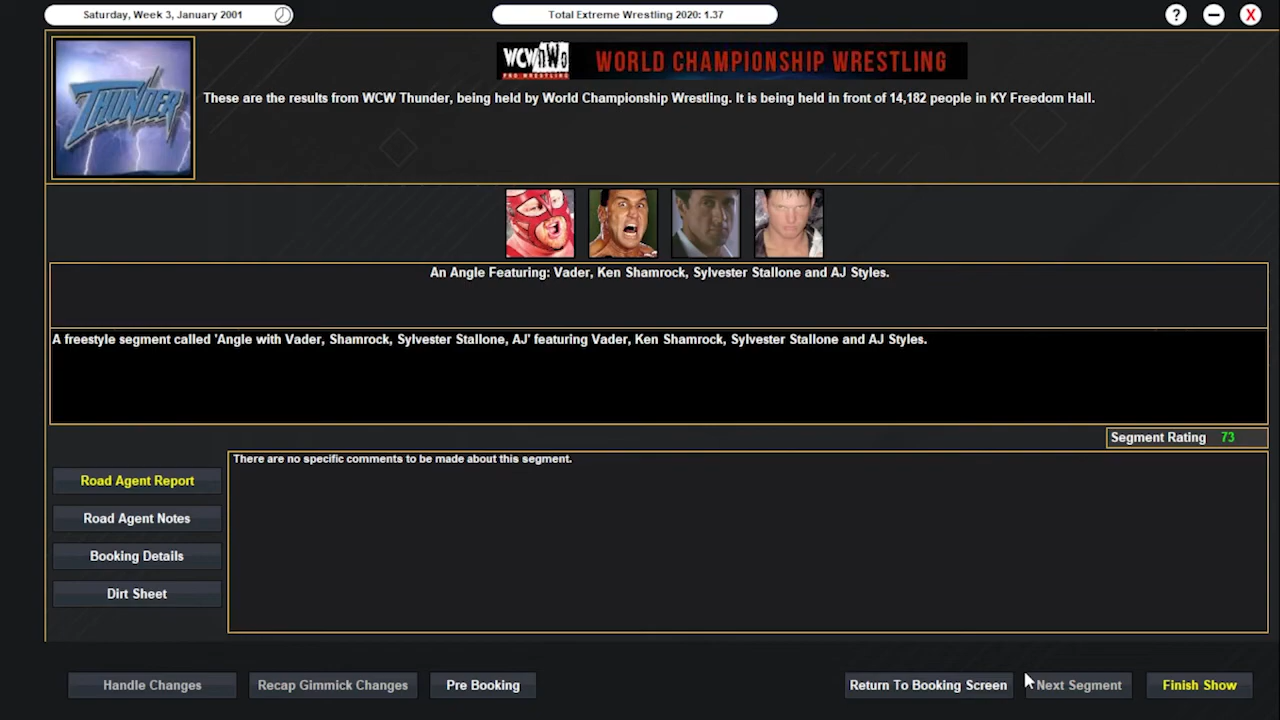 Saturday, Week 3, January 2001
Total Extreme Wrestling 2020: 1.37
?
X
WCW nWo
PRO WRESTLING
WORLD CHAMPIONSHIP WRESTLING
THUNDER
These are the results from WCW Thunder, being held by World Championship Wrestling. It is being held in front of 14,182 people in KY Freedom Hall.
An Angle Featuring: Vader, Ken Shamrock, Sylvester Stallone and AJ Styles.
A freestyle segment called 'Angle with Vader, Shamrock, Sylvester Stallone, AJ' featuring Vader, Ken Shamrock, Sylvester Stallone and AJ Styles.
Segment Rating 73
There are no specific comments to be made about this segment.
Road Agent Report
Road Agent Notes
Booking Details
Dirt Sheet
Handle Changes
Recap Gimmick Changes
Pre Booking
Return To Booking Screen
Next Segment
Finish Show